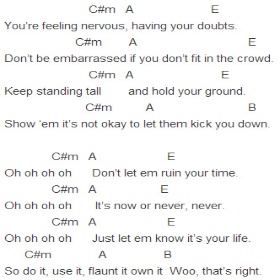 C#m A E
You're feeling nervous, having your doubts.
C#m A E
Don't be embarrassed if you don't fit in the crowd.
C#m A E
Keep standing tall and hold your ground.
C#m A B
Show 'em it's not okay to let them kick you down.
C#m A E
Oh oh oh oh Don't let em ruin your time.
C#m A E
Oh oh oh oh It's now or never, never.
C#m A E
Oh oh oh oh Just let em know it's your life.
C#m A B
So do it, use it, flaunt it own it Woo, that's right.